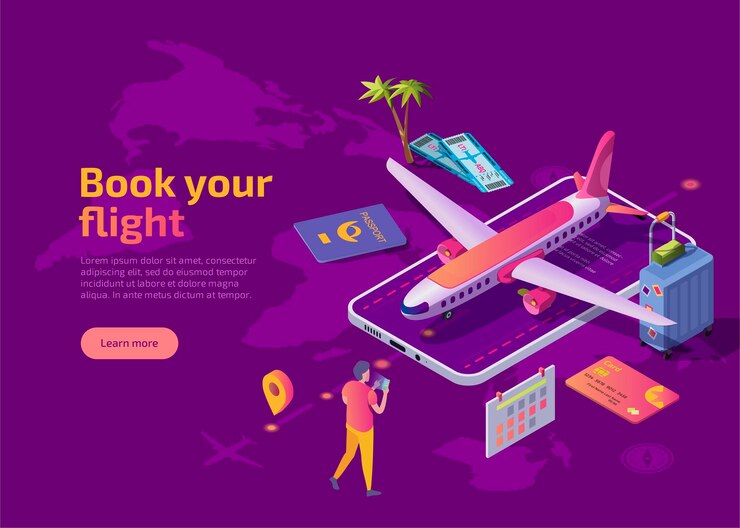 Book your
flight
Lorem ipsum dolor sit amet, consectetur
adipiscing elit, sed do eiusmod tempor
incididunt ut labore et dolore magna
aliqua. In ante metus dictum at tempor.
Learn more
PASSPORT
Card